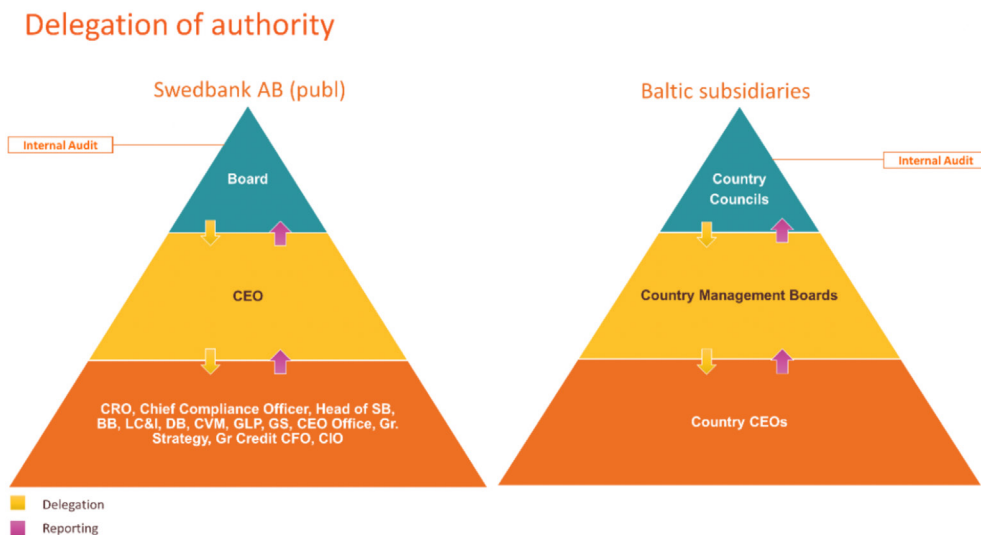 Delegation of authority
Swedbank AB (publ)
Baltic subsidiaries
Internal Audit
Internal Audit
Board
Country
Councils
CEO
Country Management Boards
CRO, Chief Compliance Officer, Head of SB,
BB, LC&I, DB, CVM, GLP, GS, CEO Office, Gr.
Strategy, Gr Credit CFO, CIO
Country CEOs
Delegation
Reporting